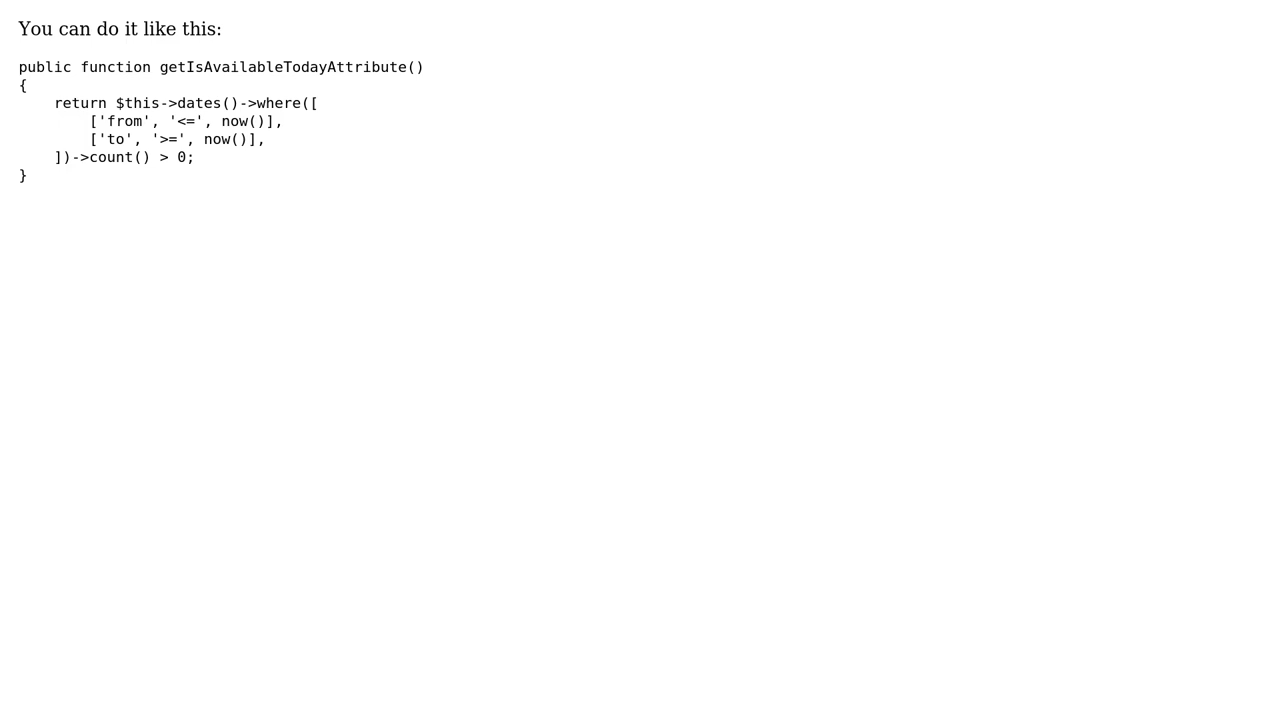 You can do it like this:
public function getIsAvailableTodayAttribute()
{
    return $this->dates()->where([
        ['from', '<=', now()],
        ['to', '>=', now()],
    ])->count() > 0;
}